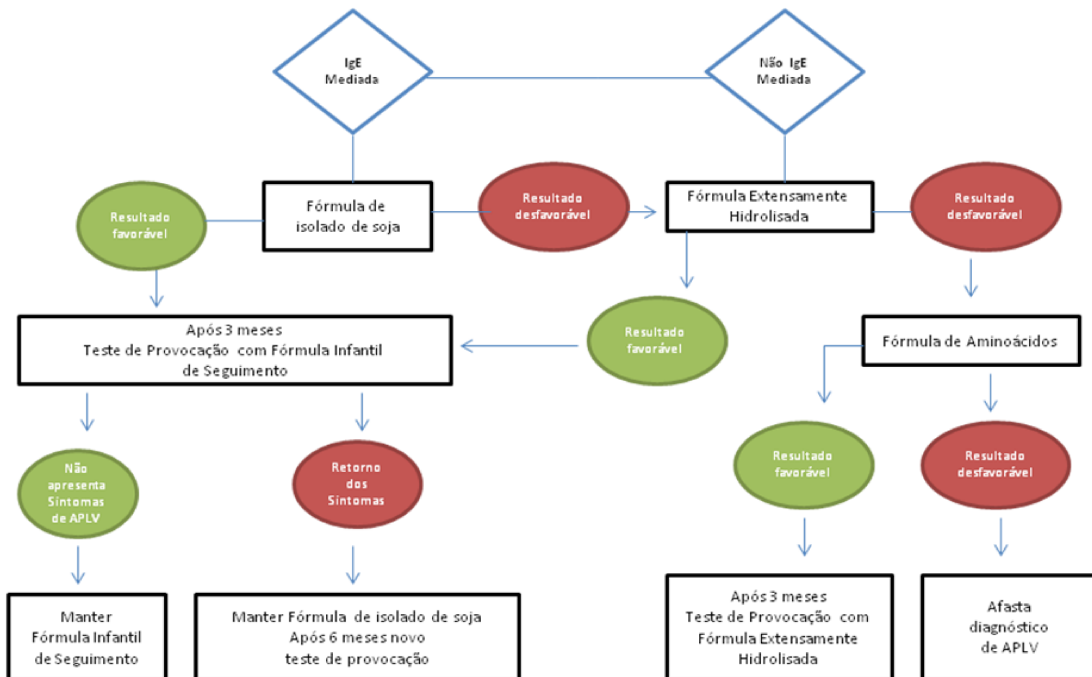 IgE
Mediada
Não IgE
Mediada
Resultado
favorável
Fórmula de
isolado de soja
Resultado
desfavorável
Fórmula Extensamente
Hidrolisada
Resultado
desfavorável
Após 3 meses
Teste de Provocação com Fórmula Infantil
de Seguimento
Resultado
favorável
Fórmula de Aminoácidos
Não
apresenta
Síntomas
de APLV
Retorno
dos
Síntomas
Resultado
favorável
Resultado
desfavorável
Manter
Fórmula Infantil
de Seguimento
Manter Fórmula de isolado de soja
Após 6 meses novo
teste de provocação
Após 3 meses
Teste de Provocação com
Fórmula Extensamente
Hidrolisada
Afasta
diagnóstico
de APLV